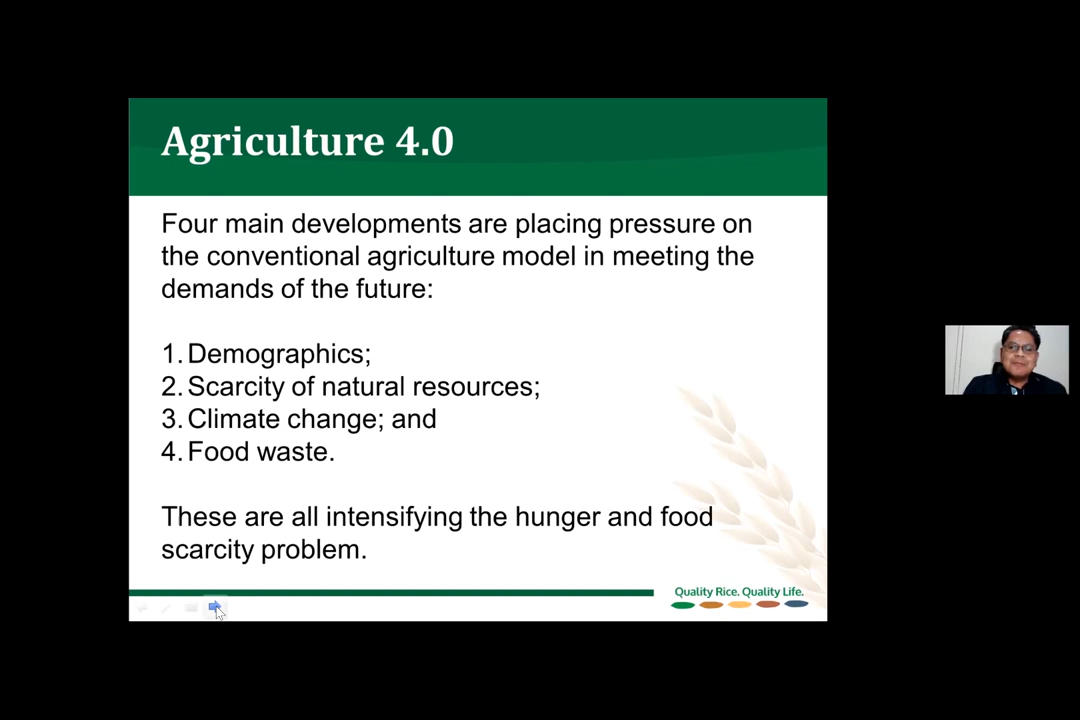 Agriculture 4.0
Four main developments are placing pressure on
the conventional agriculture model in meeting the
demands of the future:
1. Demographics;
2. Scarcity of natural resources;
3. Climate change; and
4. Food waste.
These are all intensifying the hunger and food
scarcity problem.
Quality Rice. Quality Life.